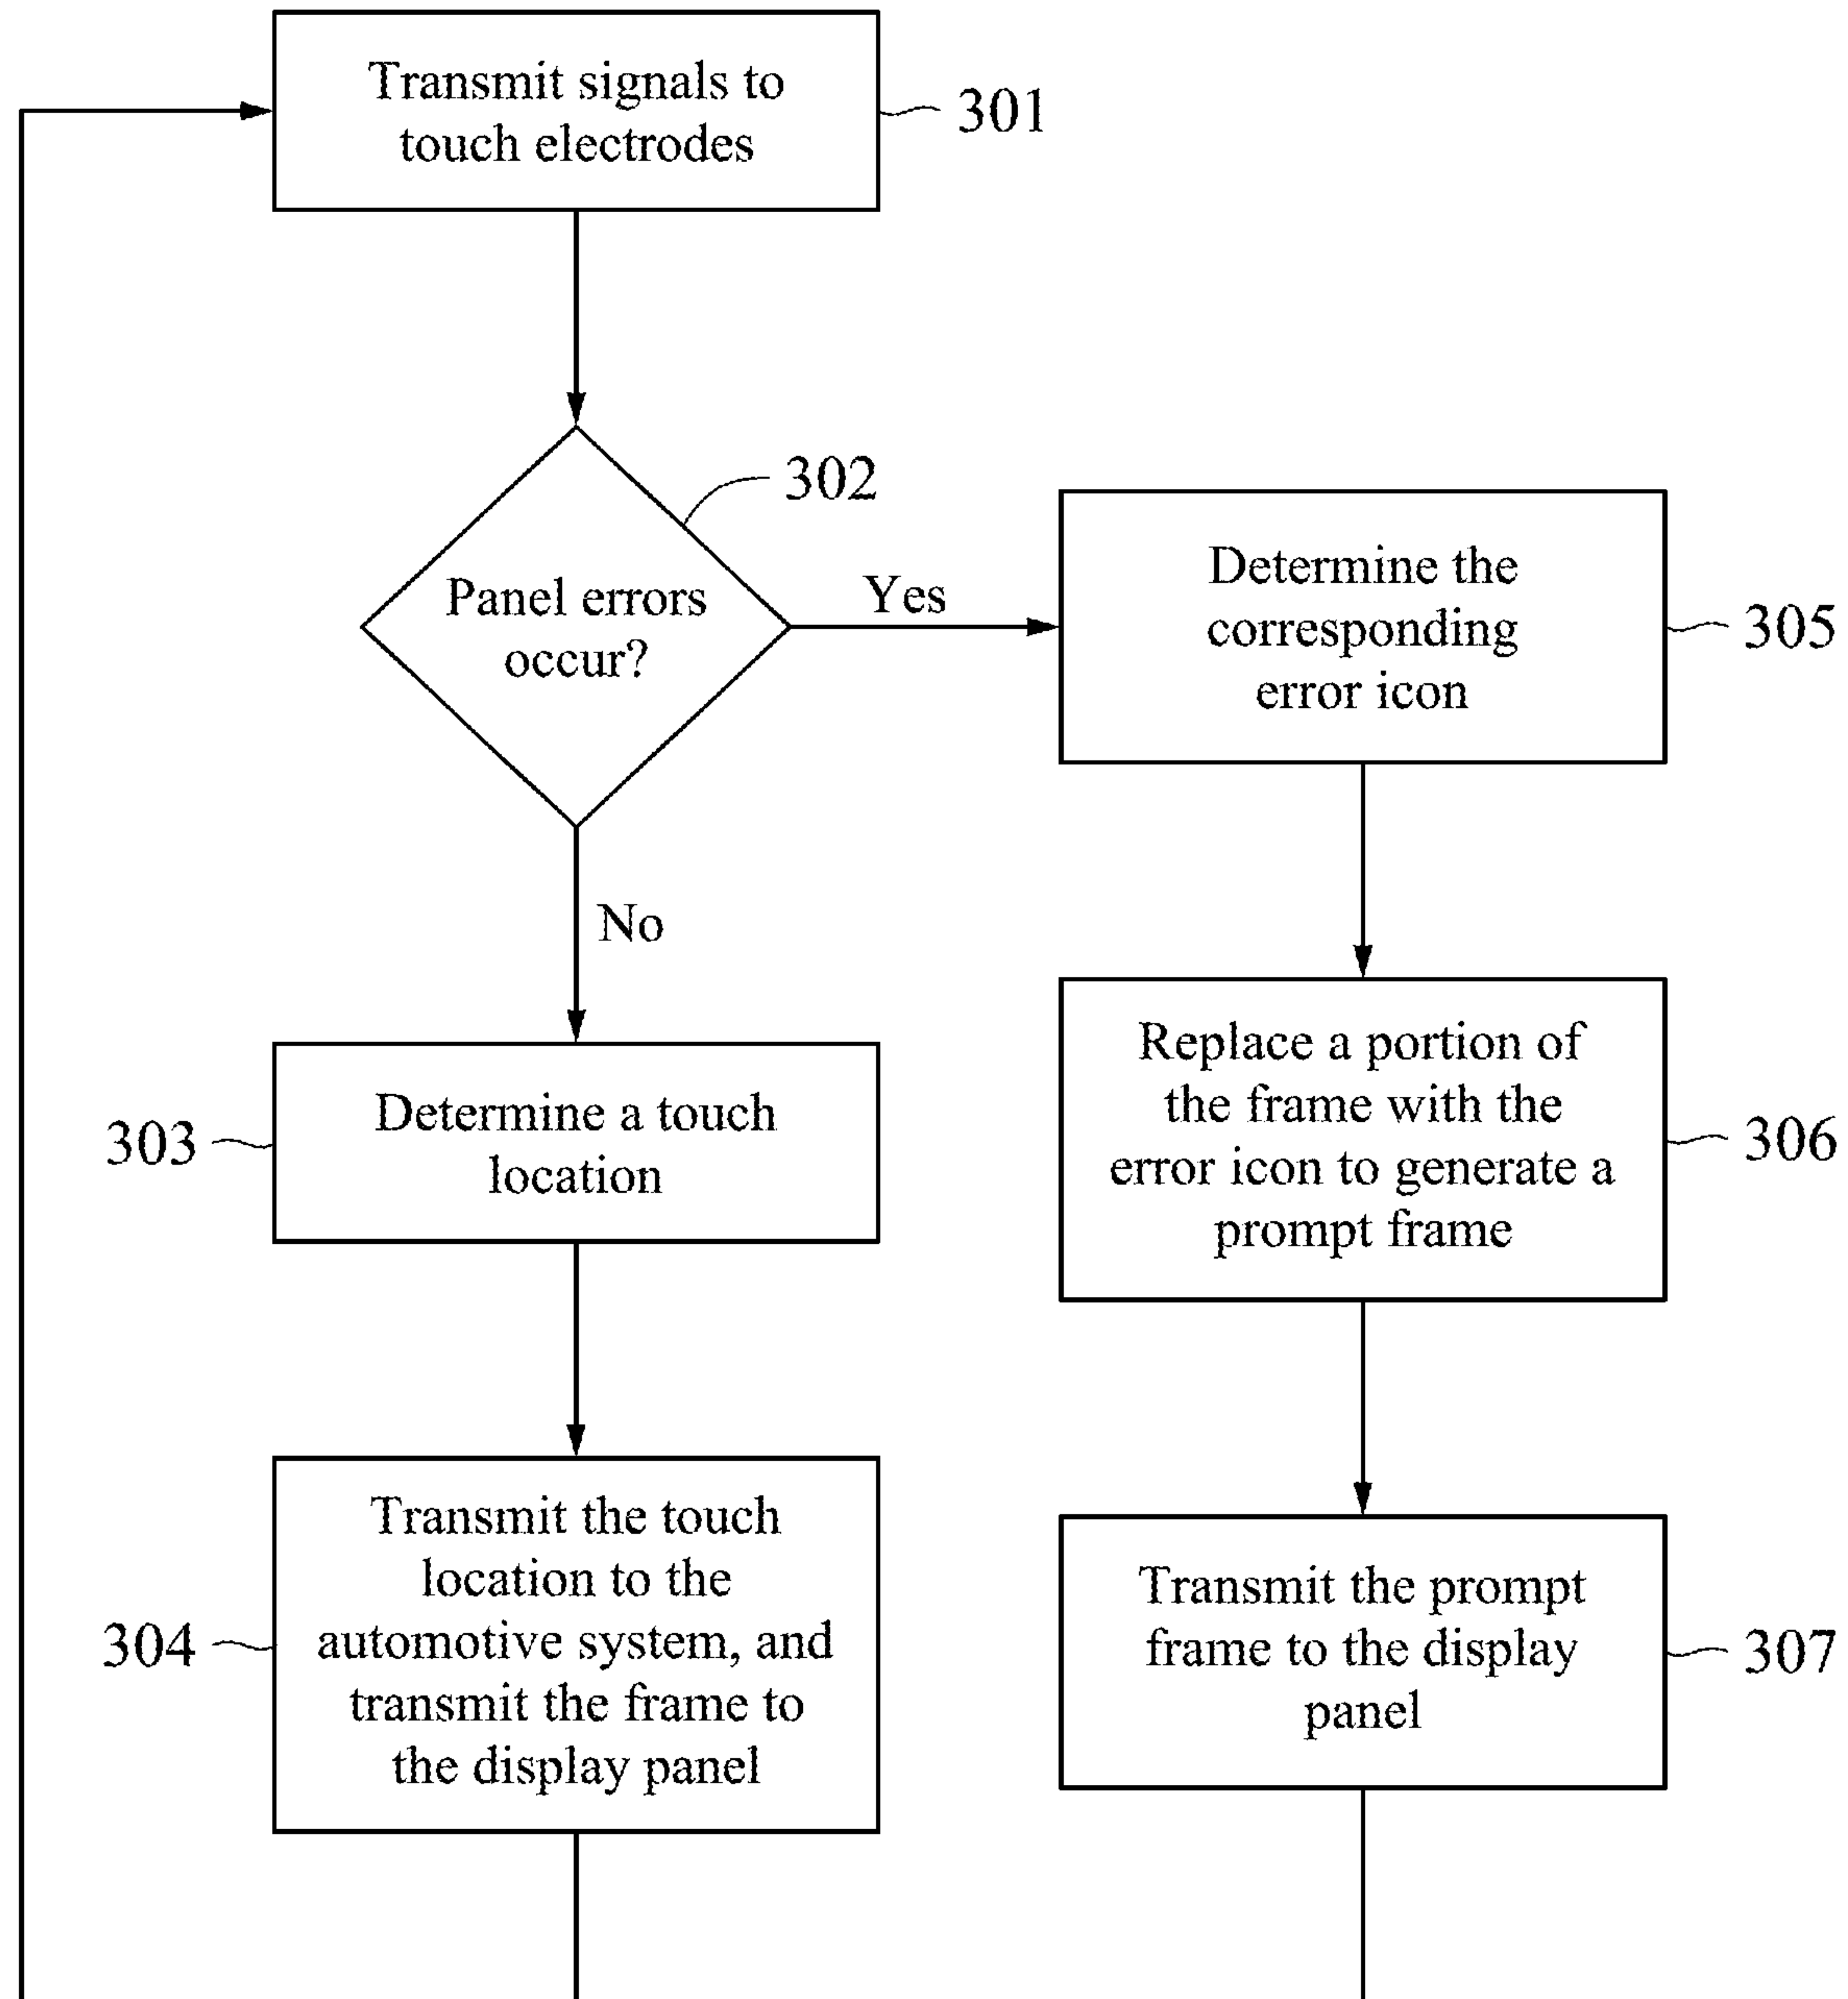 Transmit signals to
touch electrodes
301
302
Panel errors
occur?
Yes
No
Determine the
corresponding
error icon
305
303
Determine a touch
location
Replace a portion of
the frame with the
error icon to generate a
prompt frame
306
304
Transmit the touch
location to the
automotive system, and
transmit the frame to
the display panel
Transmit the prompt
frame to the display
panel
307